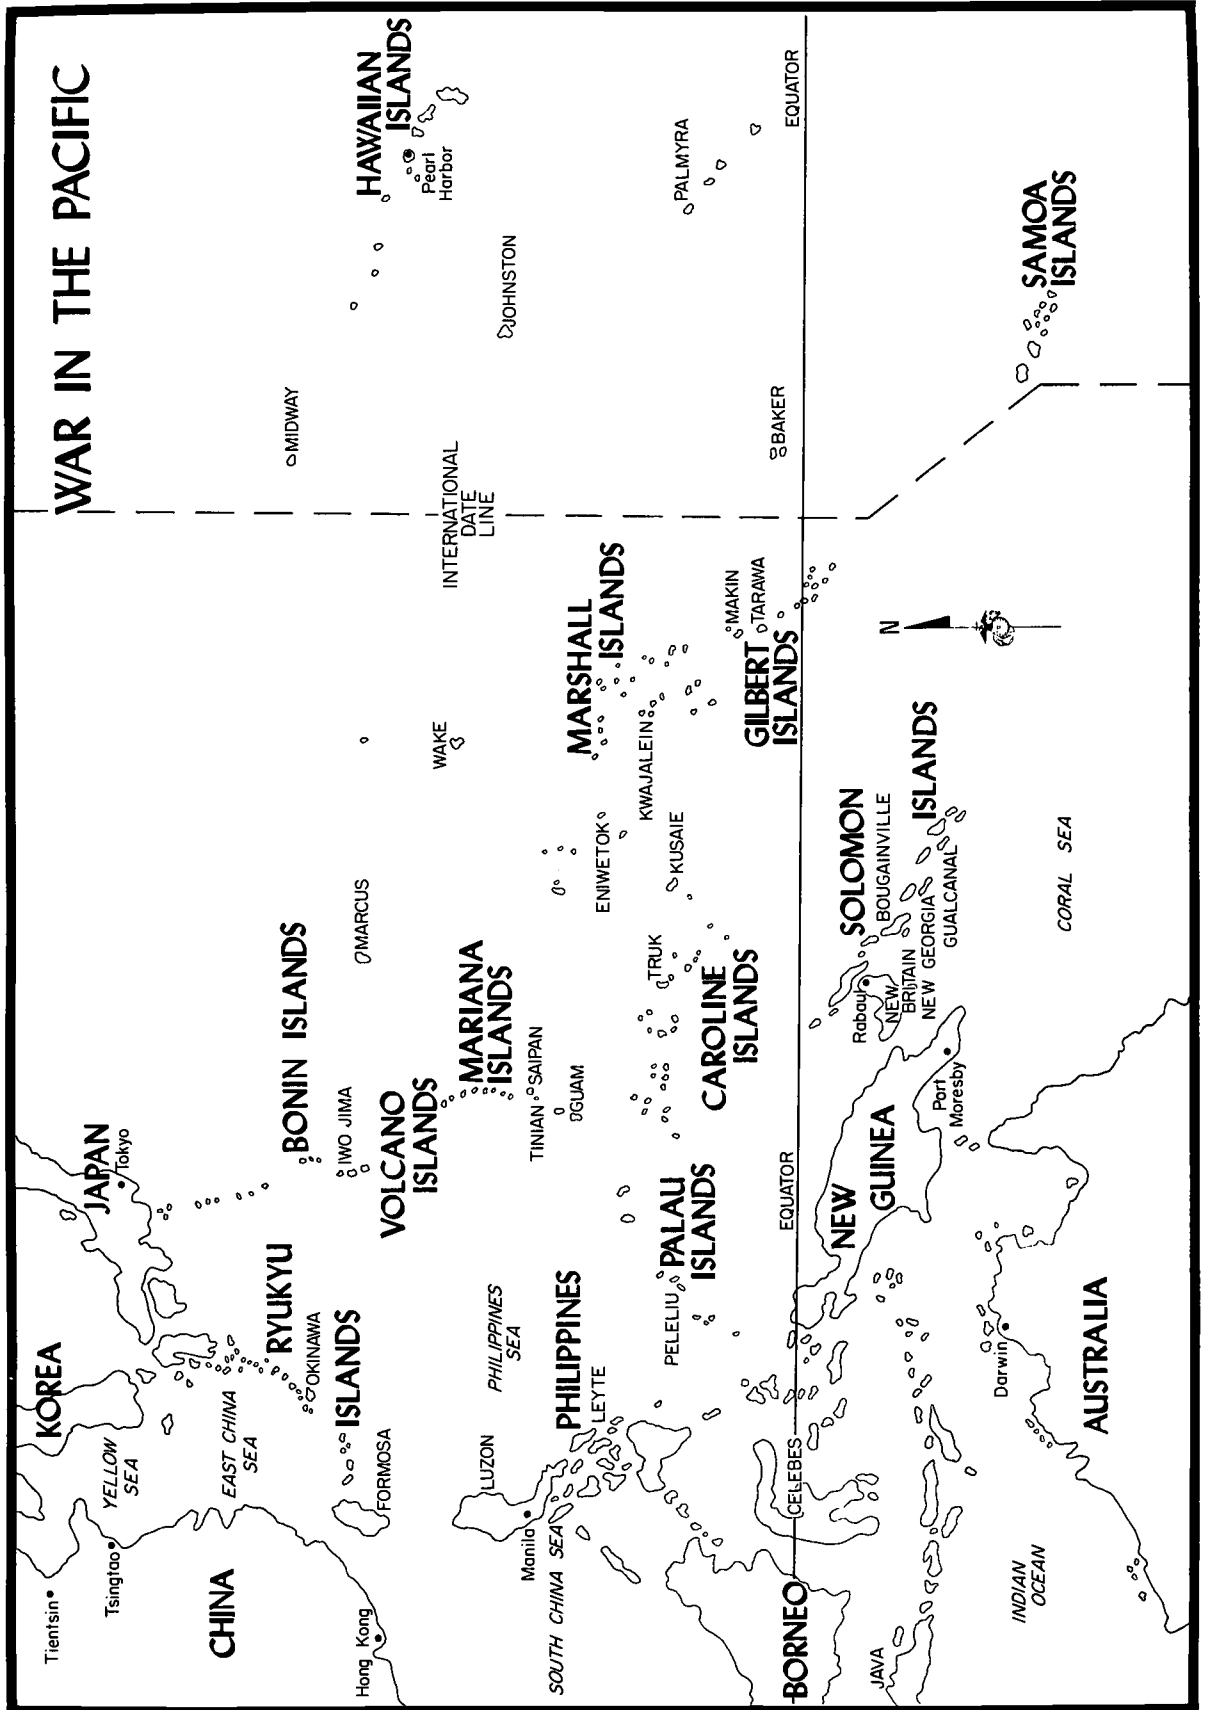 WAR IN THE PACIFIC
KOREA
JAPAN
Tokyo
Tientsin
YELLOW
SEA
Tsingtao
CHINA
EAST CHINA
SEA
RYUKYU
ISLANDS
OKINAWA
FORMOSA
Hong Kong
BONIN ISLANDS
IWO JIMA
VOLCANO
ISLANDS
MARCUS
MIDWAY
HAWAIIAN
ISLANDS
Pearl
Harbor
INTERNATIONAL
DATE
LINE
JOHNSTON
WAKE
MARIANA
ISLANDS
TINIAN
SAIPAN
GUAM
PHILIPPINES
SEA
LUZON
Manila
SOUTH CHINA SEA
PHILIPPINES
LEYTE
PELELIU
PALAU
ISLANDS
CAROLINE
ISLANDS
TRUK
ENIWETOK
KUSAIE
KWAJALEIN
MARSHALL
ISLANDS
MAKIN
TARAWA
GILBERT
ISLANDS
BAKER
PALMYRA
EQUATOR
EQUATOR
BORNEO
CELEBES
JAVA
NEW
GUINEA
Rabaul
NEW
BRITAIN
NEW GEORGIA
GUALCANAL
SOLOMON
ISLANDS
BOUGAINVILLE
Port
Moresby
N
SAMOA
ISLANDS
CORAL SEA
Darwin
AUSTRALIA
INDIAN
OCEAN